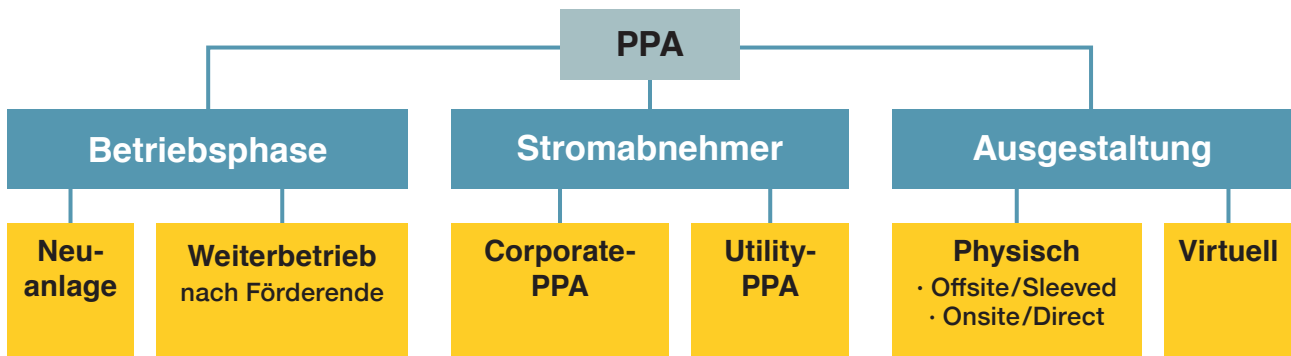 PPA
Betriebsphase
Stromabnehmer
Ausgestaltung
Neu-
anlage
Weiterbetrieb
nach Förderende
Corporate-
PPA
Utility-
PPA
Physisch
· Offsite/Sleeved
· Onsite/Direct
Virtuell